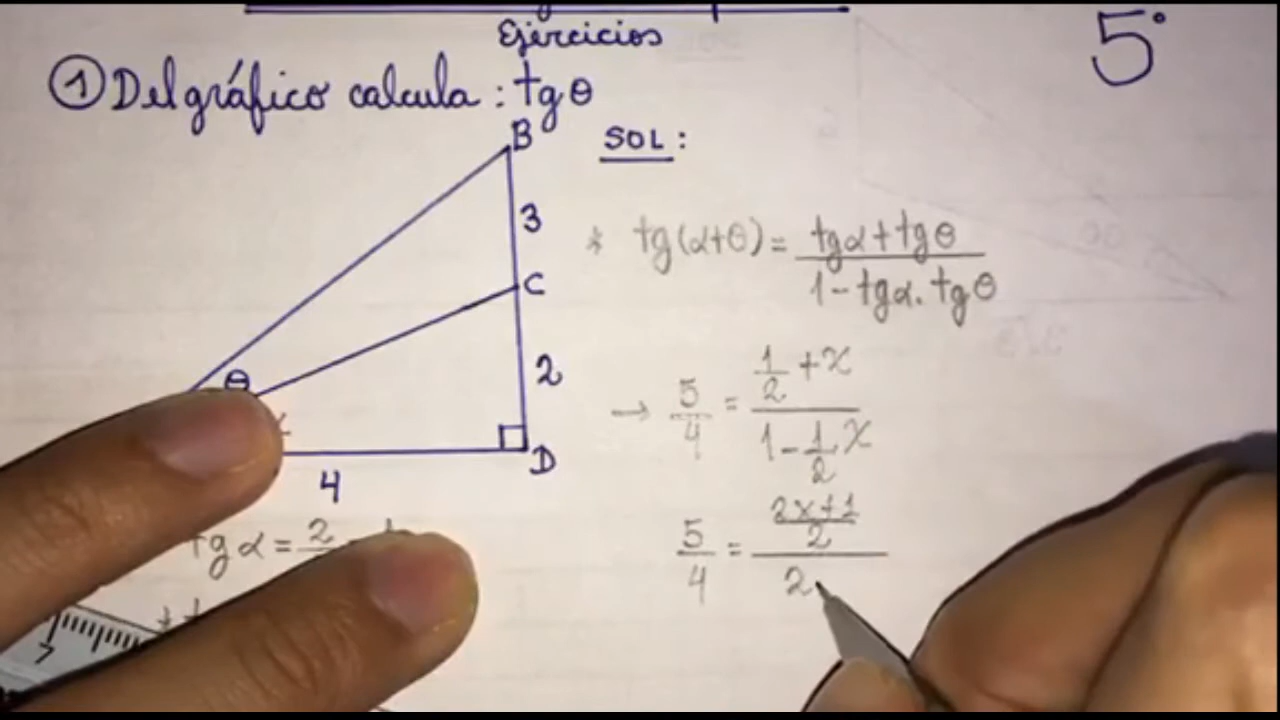 Ejercicios
5°
① Del gráfico calcula: tgθ
SOL:
B
3
* tg(α+θ) = tgα+tgθ / 1-tgα.tgθ
C
θ
2
→ 5/4 = 1/2 + x / 1 - 1/2 x
D
4
tgα = 2
5/4 = 2x+1/2 / 2
7